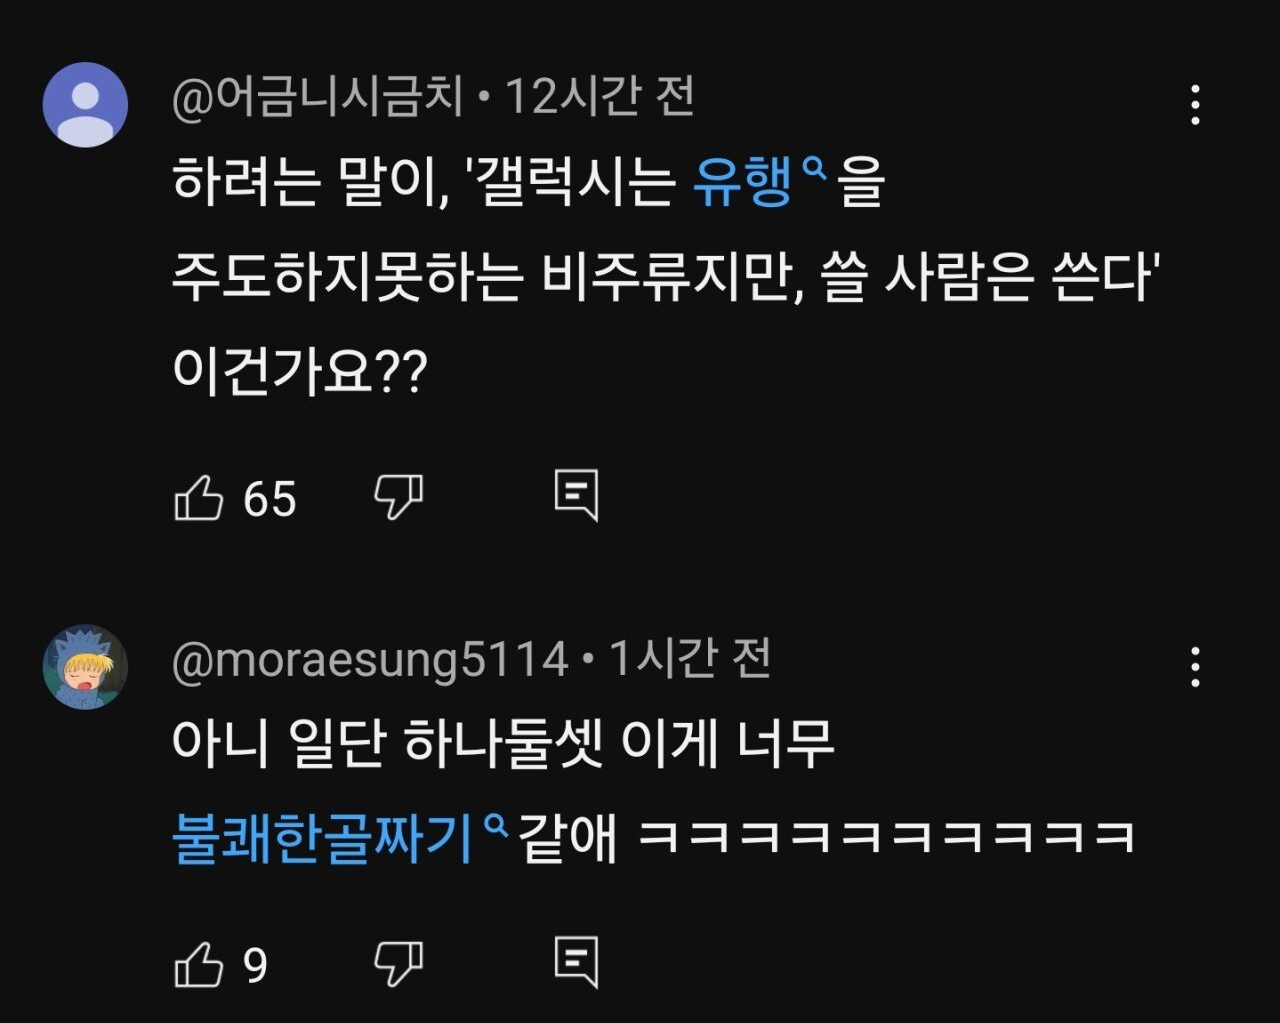 @어금니시금치 • 12시간 전
하려는 말이, '갤럭시는 유행을
주도하지못하는 비주류지만, 쓸 사람은 쓴다'
이건가요??
65
@moraesung5114 • 1시간 전
아니 일단 하나둘셋 이게 너무
불쾌한골짜기 같애 ㅋㅋㅋㅋㅋㅋㅋㅋㅋㅋ
9